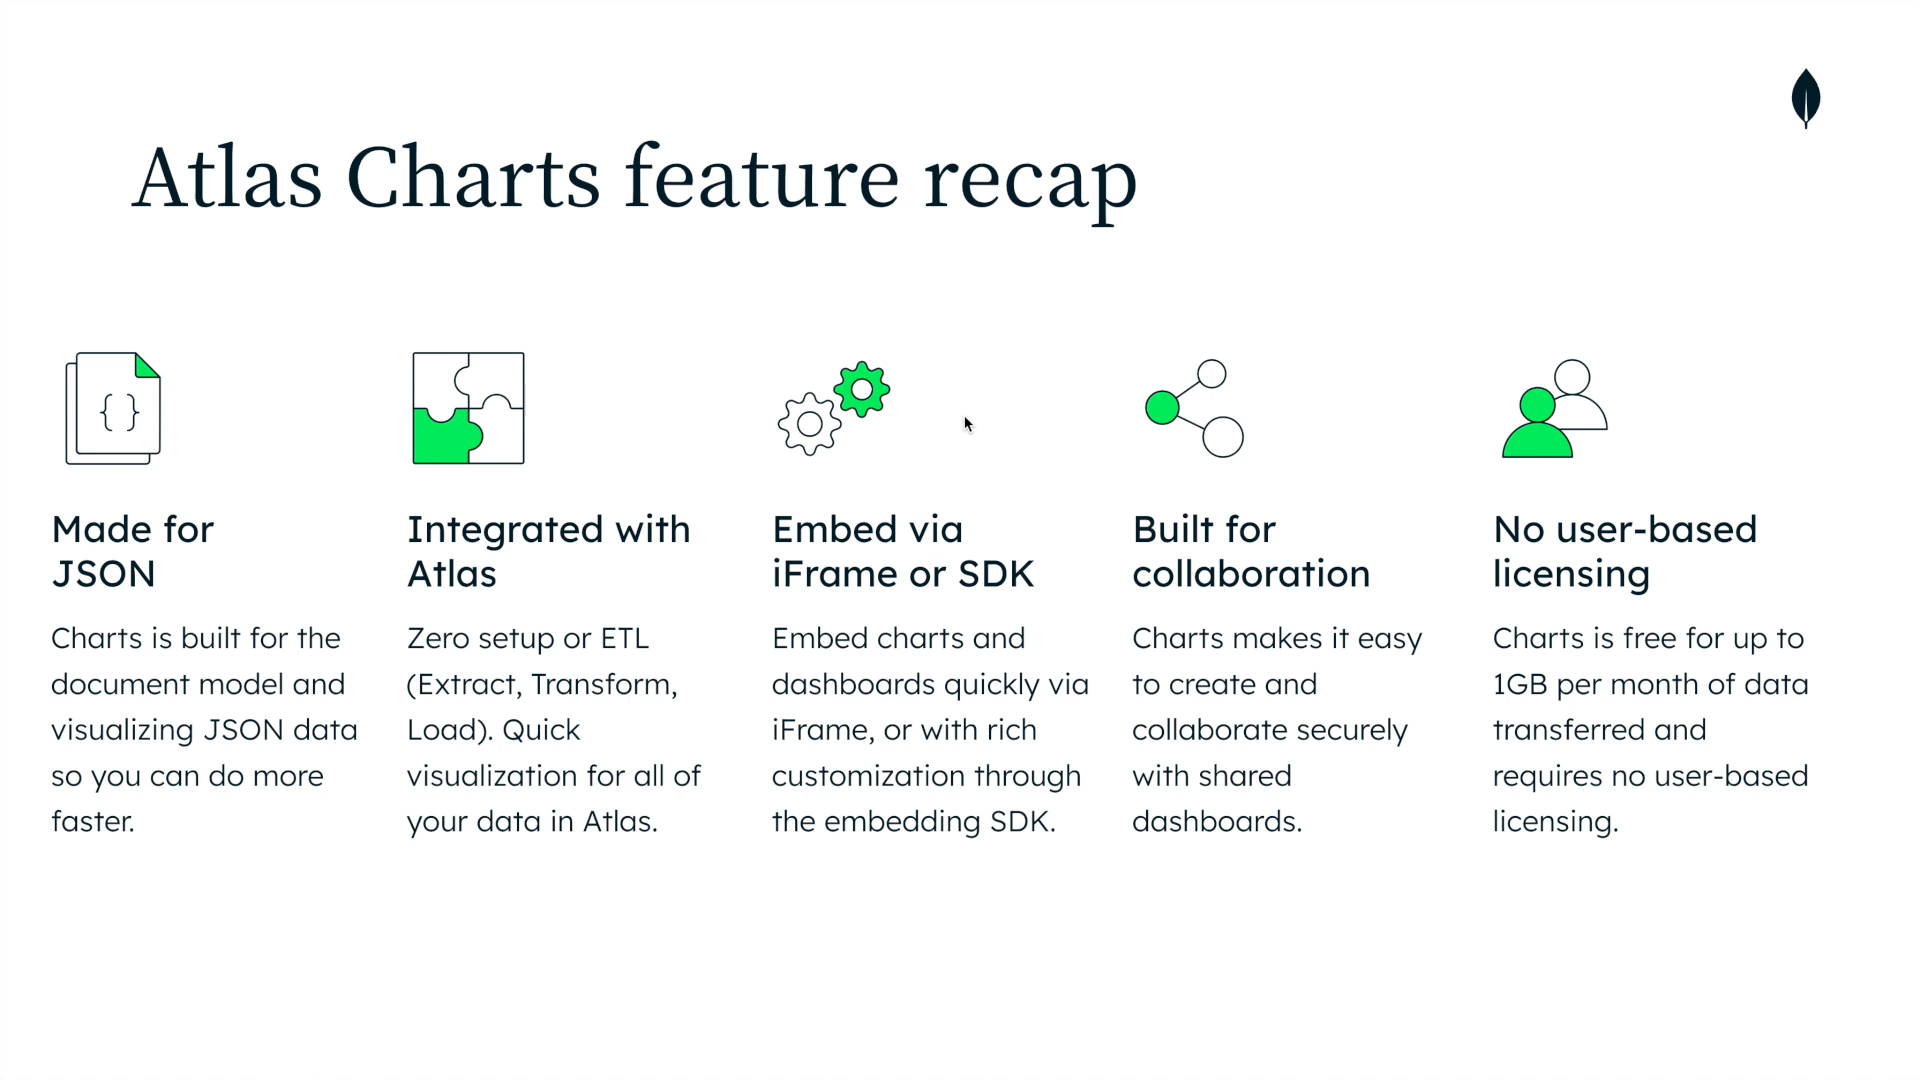 Atlas Charts feature recap
{ }
Made for
JSON
Charts is built for the
document model and
visualizing JSON data
so you can do more
faster.
Integrated with
Atlas
Zero setup or ETL
(Extract, Transform,
Load). Quick
visualization for all of
your data in Atlas.
Embed via
iFrame or SDK
Embed charts and
dashboards quickly via
iFrame, or with rich
customization through
the embedding SDK.
Built for
collaboration
Charts makes it easy
to create and
collaborate securely
with shared
dashboards.
No user-based
licensing
Charts is free for up to
1GB per month of data
transferred and
requires no user-based
licensing.